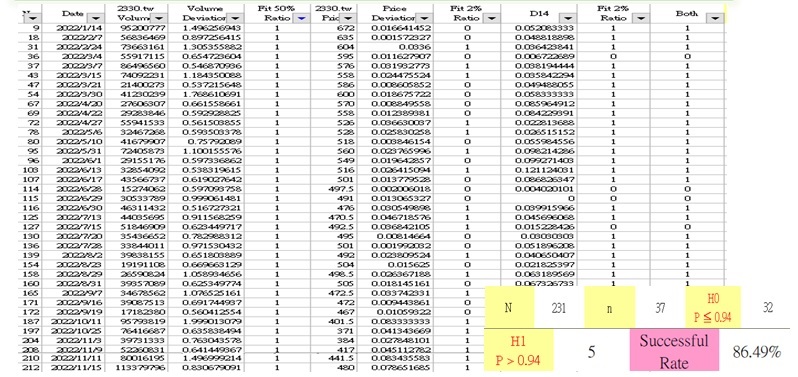 Date 2330.tw Volume Volume Deviation Fit 50% Ratio 2330.tw Price Deviation Fit 2% Ratio D14 Fit 2% Ratio Both
9 2022/1/14 95200777 1.496256943 1 672 0.016641452 0 0.052083333 1 1
18 2022/2/7 56836469 0.897256415 1 635 0.001572327 0 0.048818898 1 1
31 2022/2/24 73663161 1.305355882 1 604 0.0336 1 0.036423841 1 1
36 2022/3/4 55917115 0.654723604 1 595 0.011627907 0 0.006722689 0 0
37 2022/3/7 86496560 0.546870936 1 576 0.031932773 1 0.038194444 1 1
43 2022/3/15 74092231 1.184350088 1 558 0.024475524 1 0.035842294 1 1
47 2022/3/21 21400273 0.537215648 1 586 0.008605852 0 0.049488055 1 1
54 2022/3/30 41230239 1.768610691 1 600 0.018675722 0 0.058333333 1 1
67 2022/4/20 27606307 0.661558661 1 570 0.008849558 0 0.085964912 1 1
69 2022/4/22 29283846 0.592928825 1 558 0.012389381 0 0.084229391 1 1
72 2022/4/27 55941533 0.561503855 1 526 0.036630037 1 0.022813688 1 1
78 2022/5/6 32467268 0.593503378 1 528 0.025830258 1 0.026515152 1 1
80 2022/5/10 41679907 0.75792089 1 518 0.003846154 0 0.055984556 1 1
95 2022/5/31 72405873 1.100155576 1 560 0.023765996 1 0.098214286 1 1
96 2022/6/1 29155176 0.597336862 1 549 0.019642857 0 0.099271403 1 1
103 2022/6/13 32854092 0.538319615 1 516 0.026415094 1 0.121124031 1 1
107 2022/6/17 43566737 0.619027642 1 501 0.013779528 0 0.086826347 1 1
114 2022/6/28 15274062 0.597093758 1 497.5 0.002006018 0 0.004020101 0 0
115 2022/6/29 30533789 0.999061481 1 491 0.013065327 0 0 0 0
116 2022/6/30 46311432 0.516727321 1 476 0.030549898 1 0.039915966 1 1
125 2022/7/13 44035695 0.911568259 1 470.5 0.046718576 1 0.045696068 1 1
127 2022/7/15 51846909 0.623449717 1 492.5 0.036842105 1 0.015228426 0 0
130 2022/7/20 35436652 0.782988312 1 495 0.00814664 0 0.03030303 1 1
136 2022/7/28 33844011 0.971530432 1 501 0.001992032 0 0.051896208 1 1
139 2022/8/2 39838155 0.651803889 1 492 0.023809524 1 0.040650407 1 1
154 2022/8/23 19191108 0.669663129 1 504 0.015625 0 0.021825397 1 1
158 2022/8/29 26590824 1.058934656 1 498.5 0.026367188 1 0.063189569 1 1
160 2022/8/31 39357089 0.625349774 1 505 0.018145161 0 0.067326733 1 1
165 2022/9/7 34678562 1.076525161 1 472.5 0.033742331 1
171 2022/9/16 39087513 0.691744937 1 472 0.009443861 0
172 2022/9/19 17182380 0.560412554 1 467 0.01059322 0
187 2022/10/11 95793819 1.999013079 1 401.5 0.083333333 1
197 2022/10/25 76416687 0.635838494 1 371 0.041343669 1
204 2022/11/3 39731333 0.763043578 1 384 0.027848101 1
208 2022/11/9 52260831 0.641449367 1 417 0.045112782 1
210 2022/11/11 80016195 1.496999214 1 441.5 0.083435583 1
212 2022/11/15 113379796 0.830679091 1 480 0.078651685 1
N 231 n 37 H0 P ≤ 0.94 32
H1 P > 0.94 5 Successful Rate 86.49%